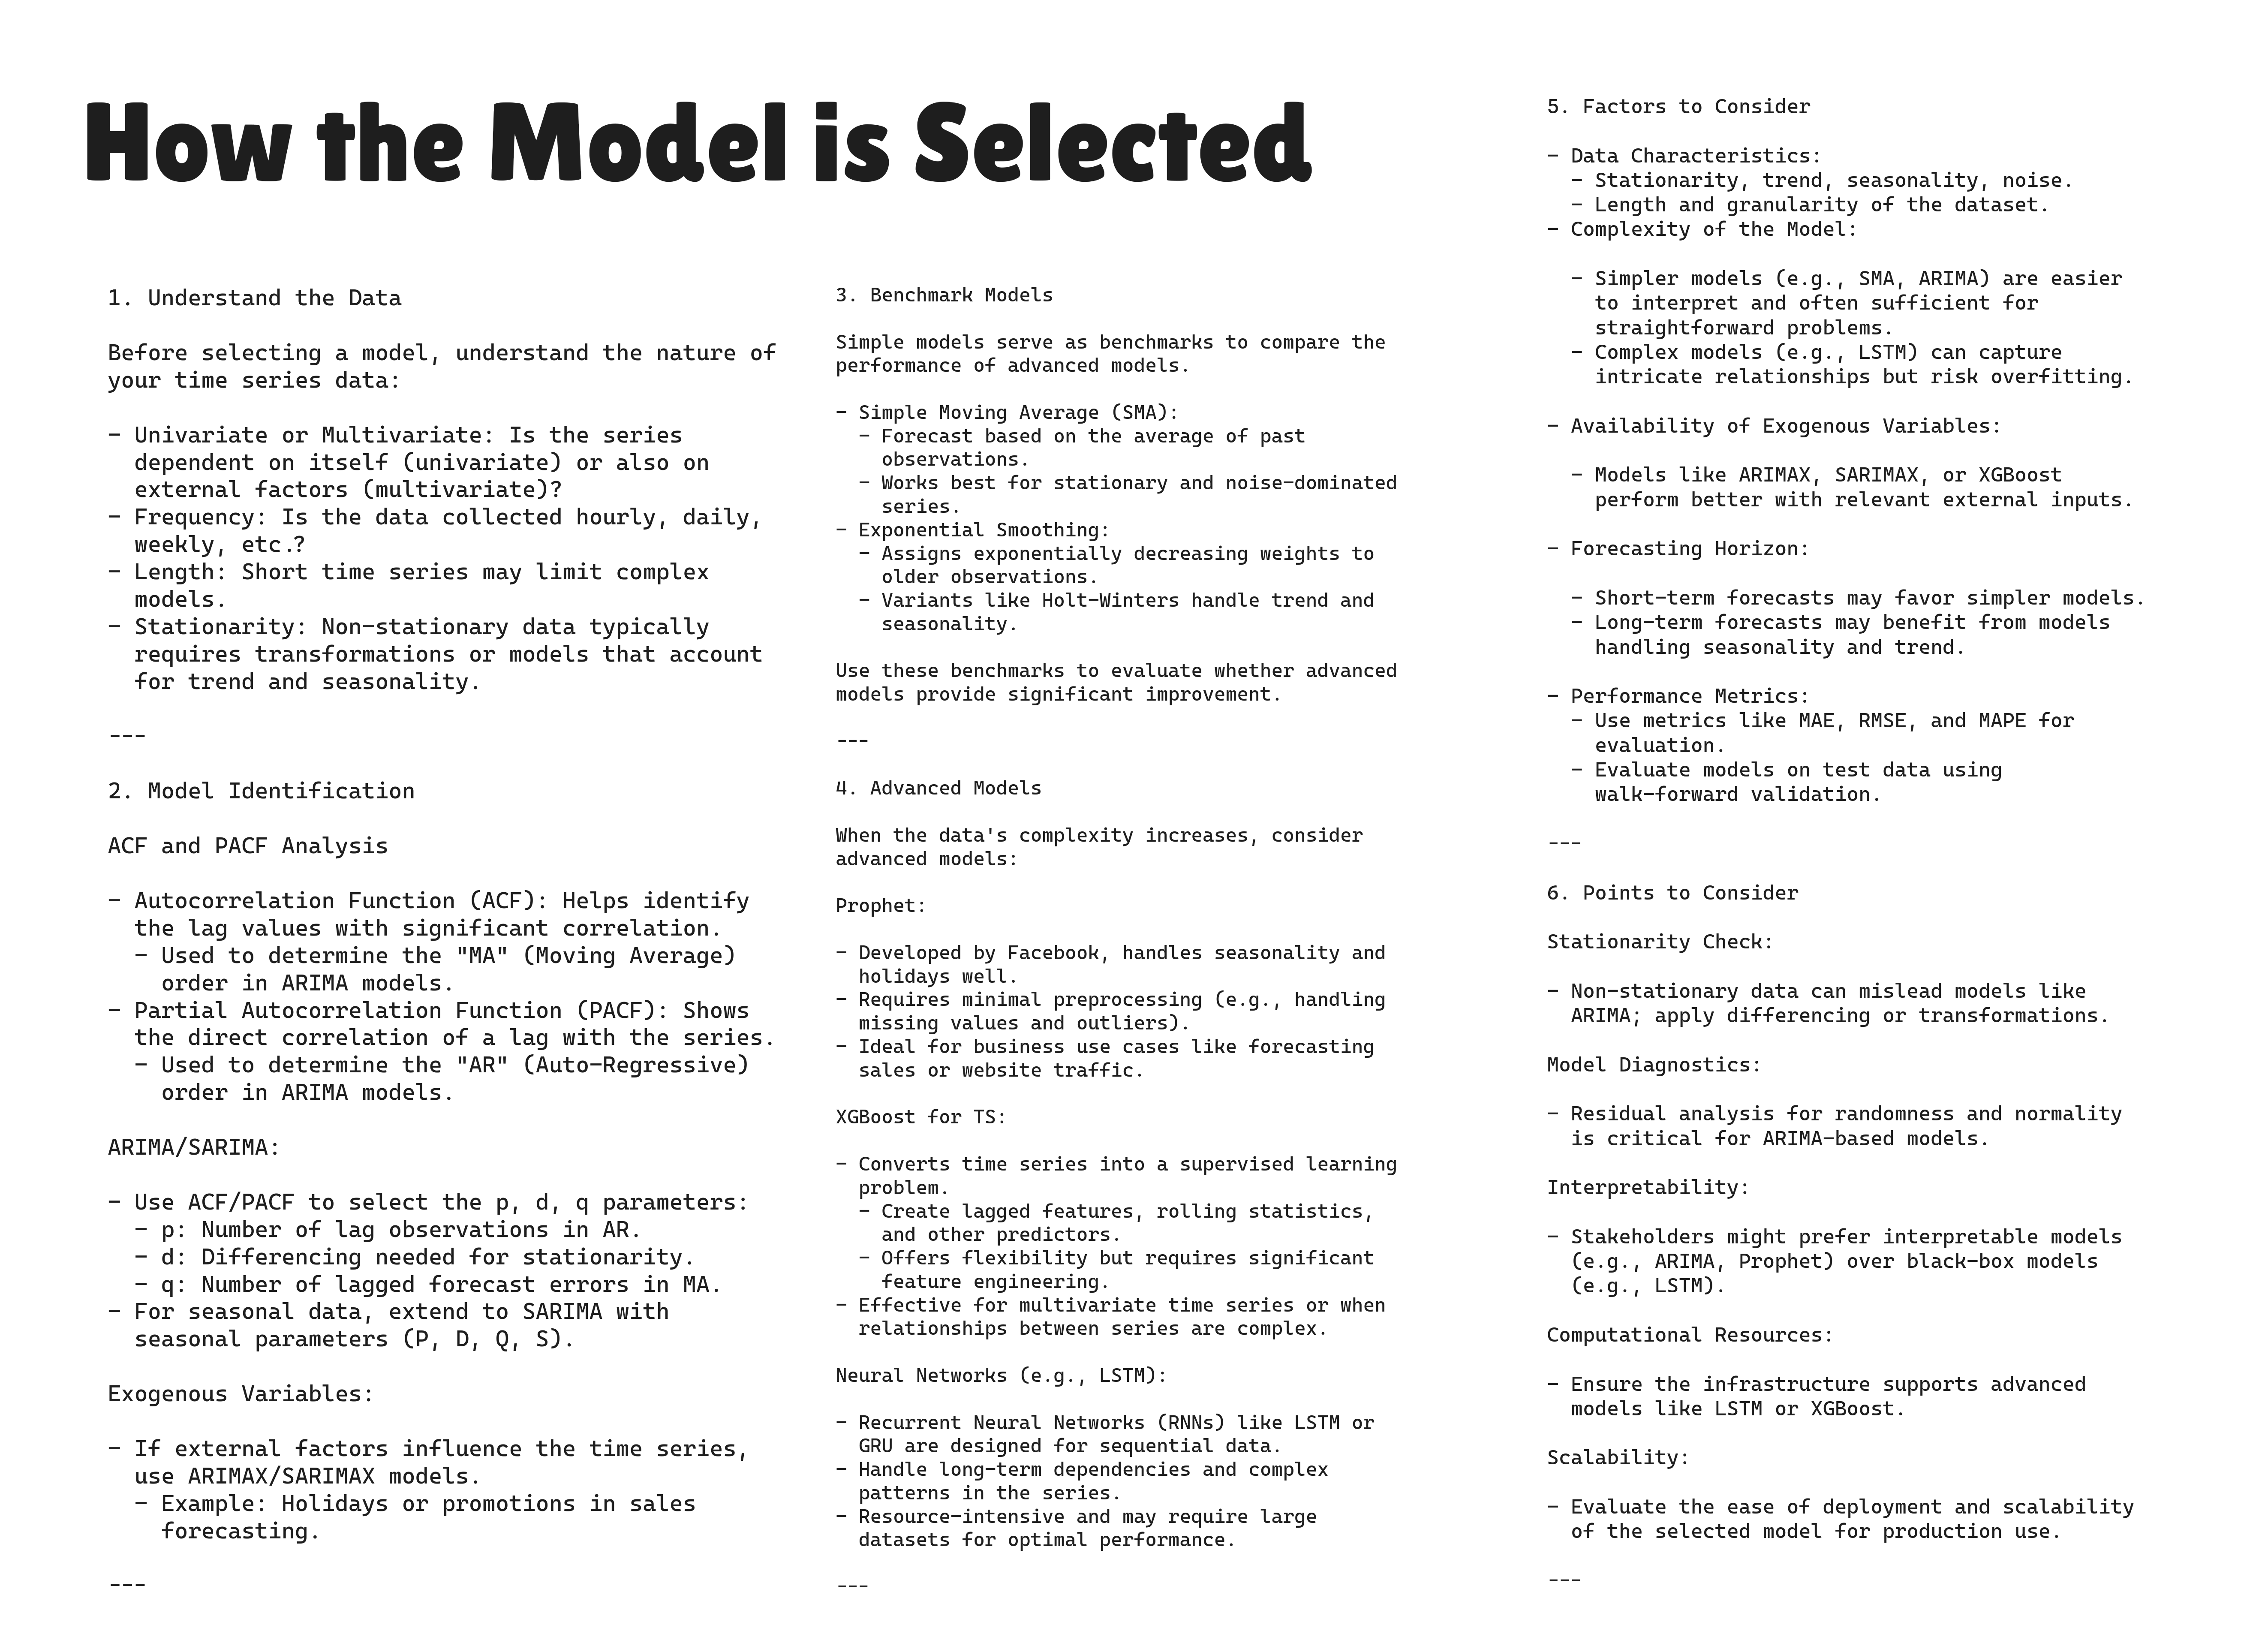 How the Model is Selected
1. Understand the Data
Before selecting a model, understand the nature of
your time series data:
- Univariate or Multivariate: Is the series
dependent on itself (univariate) or also on
external factors (multivariate)?
- Frequency: Is the data collected hourly, daily,
weekly, etc.?
- Length: Short time series may limit complex
models.
- Stationarity: Non-stationary data typically
requires transformations or models that account
for trend and seasonality.
---
2. Model Identification
ACF and PACF Analysis
- Autocorrelation Function (ACF): Helps identify
the lag values with significant correlation.
- Used to determine the "MA" (Moving Average)
order in ARIMA models.
- Partial Autocorrelation Function (PACF): Shows
the direct correlation of a lag with the series.
- Used to determine the "AR" (Auto-Regressive)
order in ARIMA models.
ARIMA/SARIMA:
- Use ACF/PACF to select the p, d, q parameters:
- p: Number of lag observations in AR.
- d: Differencing needed for stationarity.
- q: Number of lagged forecast errors in MA.
- For seasonal data, extend to SARIMA with
seasonal parameters (P, D, Q, S).
Exogenous Variables:
- If external factors influence the time series,
use ARIMAX/SARIMAX models.
- Example: Holidays or promotions in sales
forecasting.
---
3. Benchmark Models
Simple models serve as benchmarks to compare the
performance of advanced models.
- Simple Moving Average (SMA):
- Forecast based on the average of past
observations.
- Works best for stationary and noise-dominated
series.
- Exponential Smoothing:
- Assigns exponentially decreasing weights to
older observations.
- Variants like Holt-Winters handle trend and
seasonality.
Use these benchmarks to evaluate whether advanced
models provide significant improvement.
---
4. Advanced Models
When the data's complexity increases, consider
advanced models:
Prophet:
- Developed by Facebook, handles seasonality and
holidays well.
- Requires minimal preprocessing (e.g., handling
missing values and outliers).
- Ideal for business use cases like forecasting
sales or website traffic.
XGBoost for TS:
- Converts time series into a supervised learning
problem.
- Create lagged features, rolling statistics,
and other predictors.
- Offers flexibility but requires significant
feature engineering.
- Effective for multivariate time series or when
relationships between series are complex.
Neural Networks (e.g., LSTM):
- Recurrent Neural Networks (RNNs) like LSTM or
GRU are designed for sequential data.
- Handle long-term dependencies and complex
patterns in the series.
- Resource-intensive and may require large
datasets for optimal performance.
---
5. Factors to Consider
- Data Characteristics:
- Stationarity, trend, seasonality, noise.
- Length and granularity of the dataset.
- Complexity of the Model:
- Simpler models (e.g., SMA, ARIMA) are easier
to interpret and often sufficient for
straightforward problems.
- Complex models (e.g., LSTM) can capture
intricate relationships but risk overfitting.
- Availability of Exogenous Variables:
- Models like ARIMAX, SARIMAX, or XGBoost
perform better with relevant external inputs.
- Forecasting Horizon:
- Short-term forecasts may favor simpler models.
- Long-term forecasts may benefit from models
handling seasonality and trend.
- Performance Metrics:
- Use metrics like MAE, RMSE, and MAPE for
evaluation.
- Evaluate models on test data using
walk-forward validation.
---
6. Points to Consider
Stationarity Check:
- Non-stationary data can mislead models like
ARIMA; apply differencing or transformations.
Model Diagnostics:
- Residual analysis for randomness and normality
is critical for ARIMA-based models.
Interpretability:
- Stakeholders might prefer interpretable models
(e.g., ARIMA, Prophet) over black-box models
(e.g., LSTM).
Computational Resources:
- Ensure the infrastructure supports advanced
models like LSTM or XGBoost.
Scalability:
- Evaluate the ease of deployment and scalability
of the selected model for production use.
---